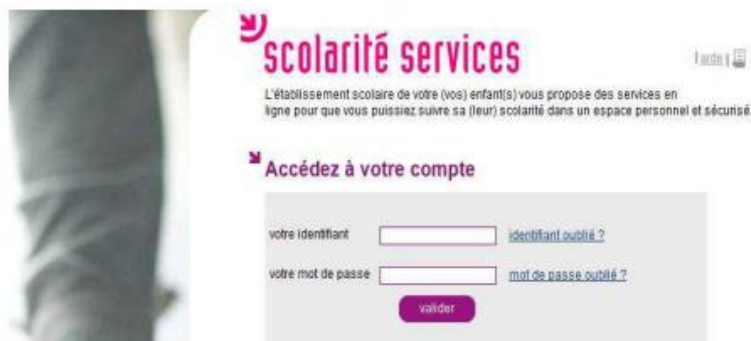 scolarité services
| aide |
L'établissement scolaire de votre (vos) enfant(s) vous propose des services en
ligne pour que vous puissiez suivre sa (leur) scolarité dans un espace personnel et sécurisé
Accédez à votre compte
votre identifiant identifiant oublié ?
votre mot de passe mot de passe oublié ?
valider